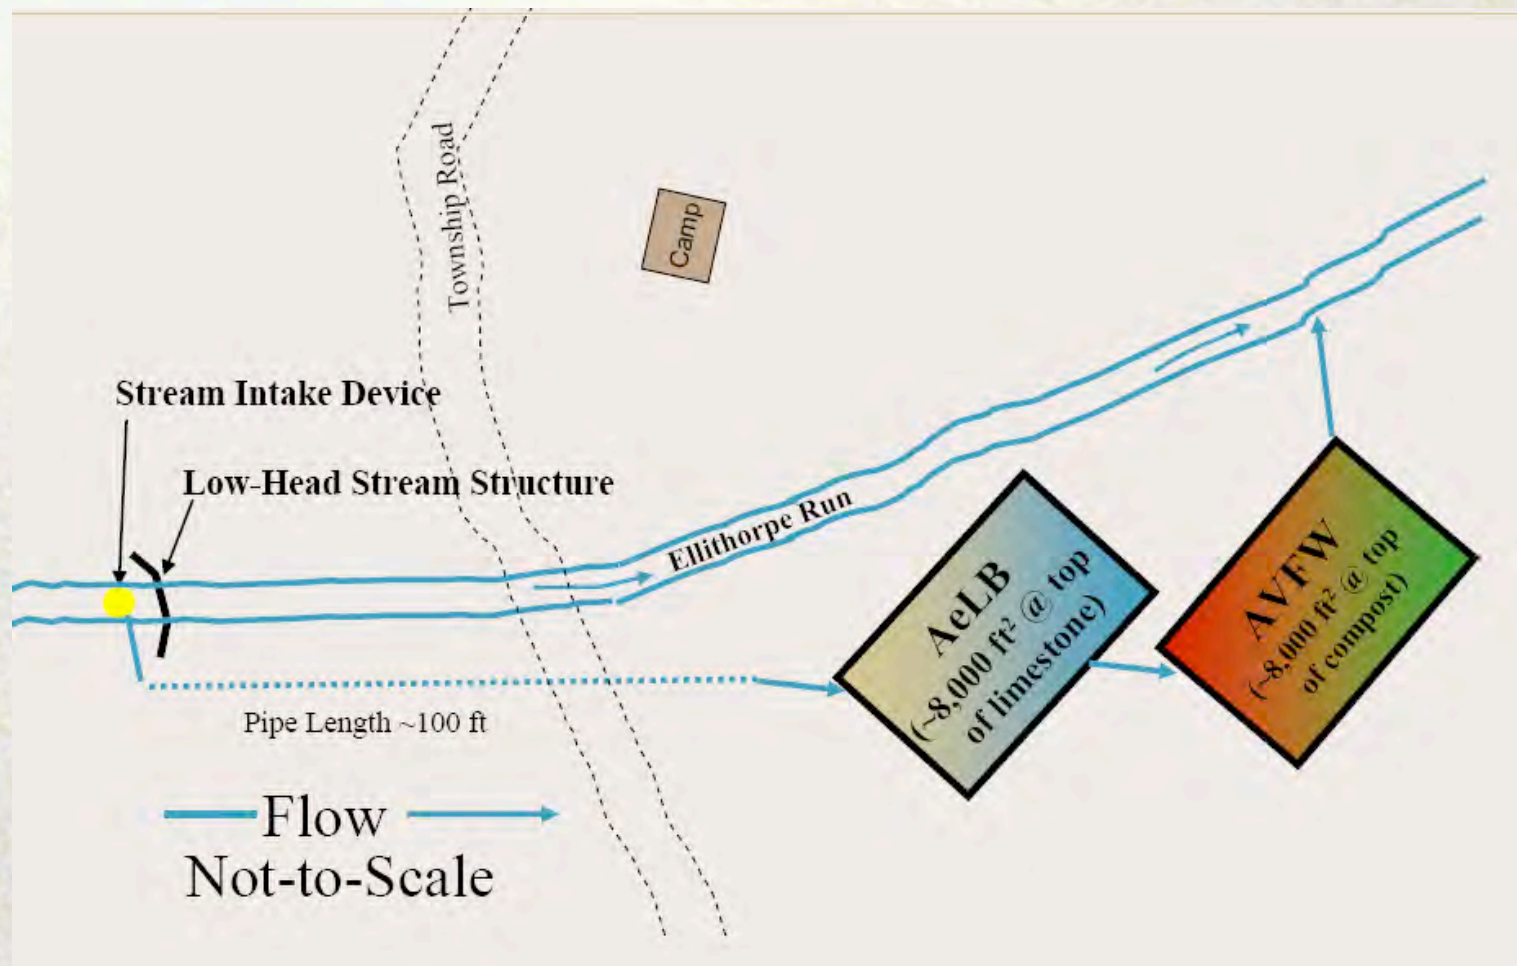 Township Road
Camp
Stream Intake Device
Low-Head Stream Structure
Ellithorpe Run
AeLB
(~8,000 ft² @ top
of limestone)
AVFW
(~8,000 ft² @ top
of compost)
Pipe Length ~100 ft
Flow
Not-to-Scale